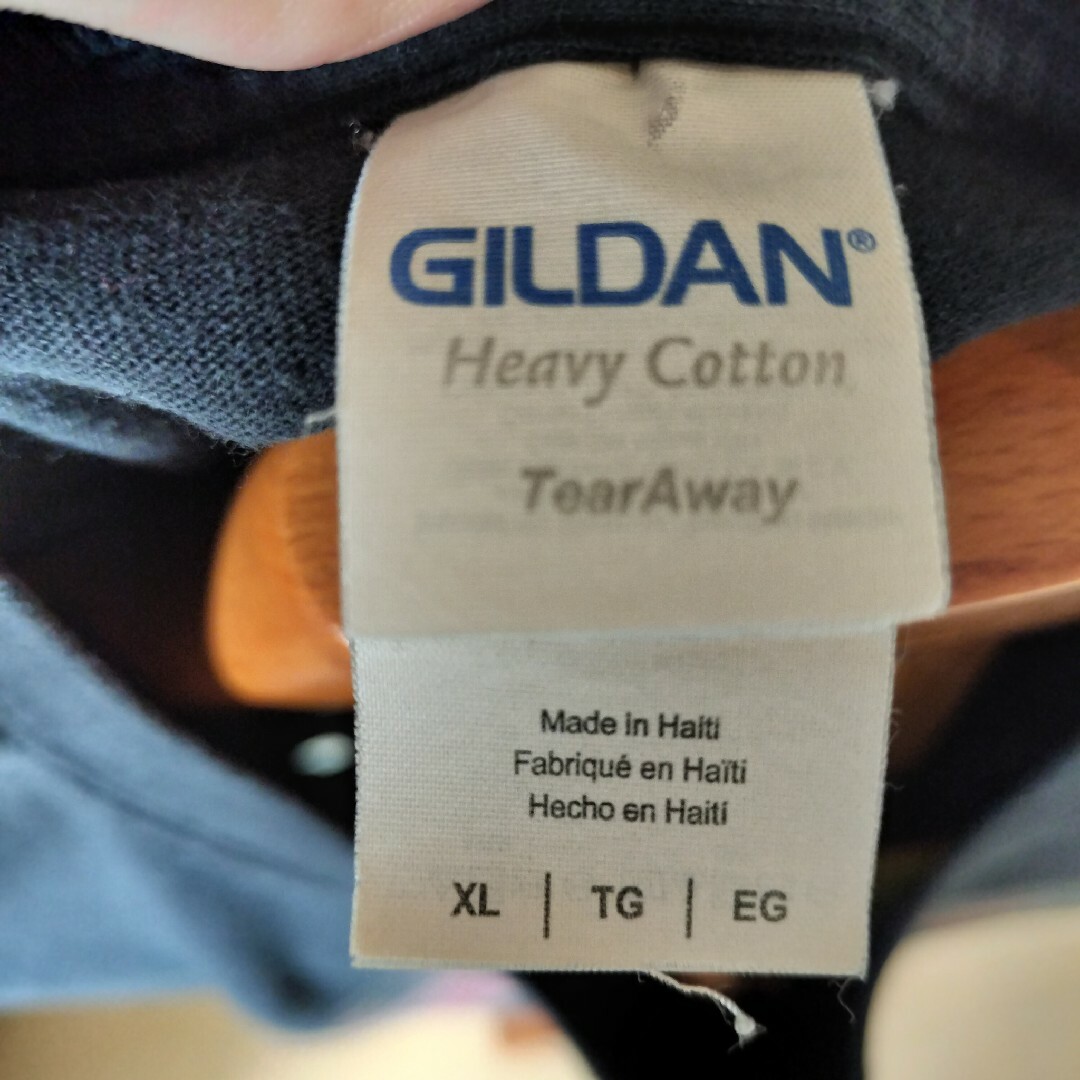 GILDAN®
Heavy Cotton
TearAway
Made in Haiti
Fabriqué en Haïti
Hecho en Haití
XL | TG | EG